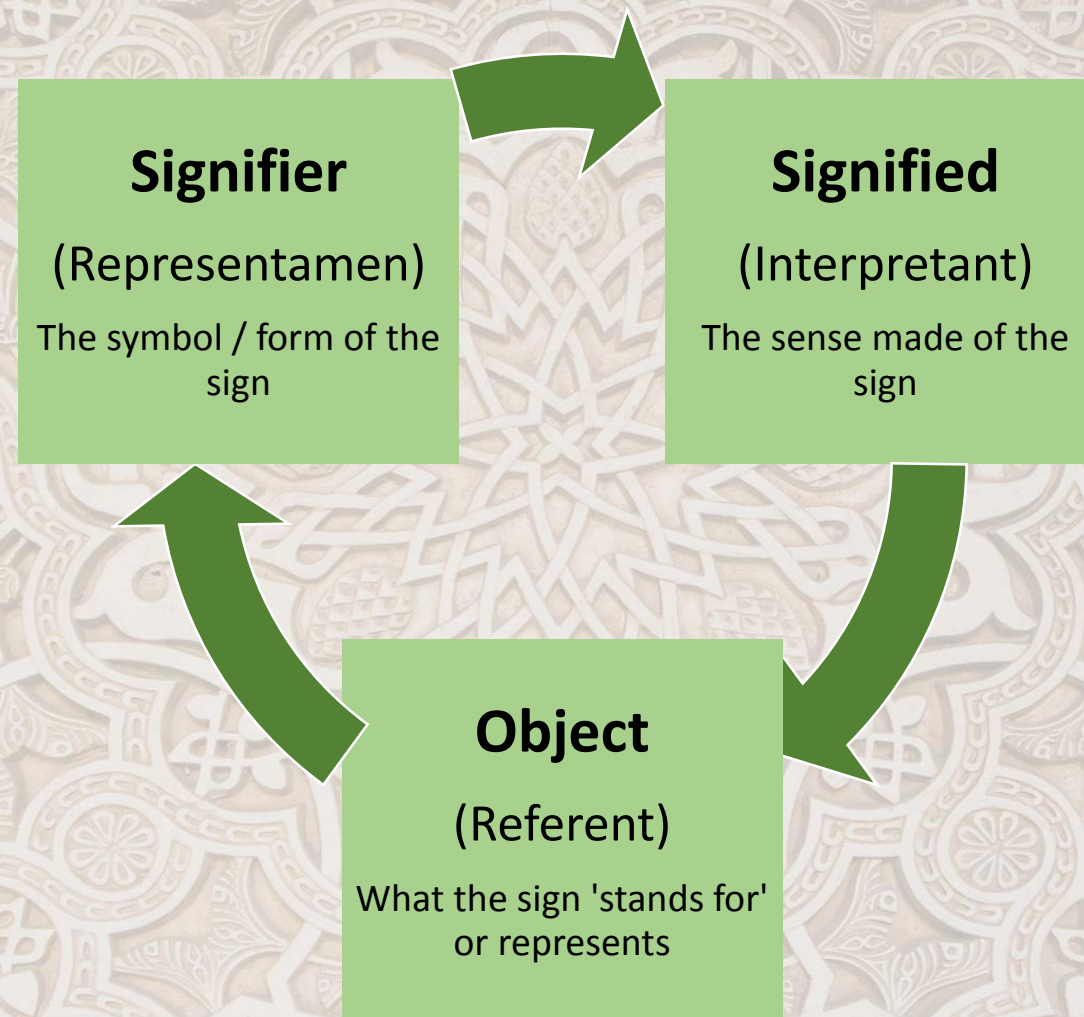 Signifier
(Representamen)
The symbol / form of the
sign
Signified
(Interpretant)
The sense made of the
sign
Object
(Referent)
What the sign 'stands for'
or represents